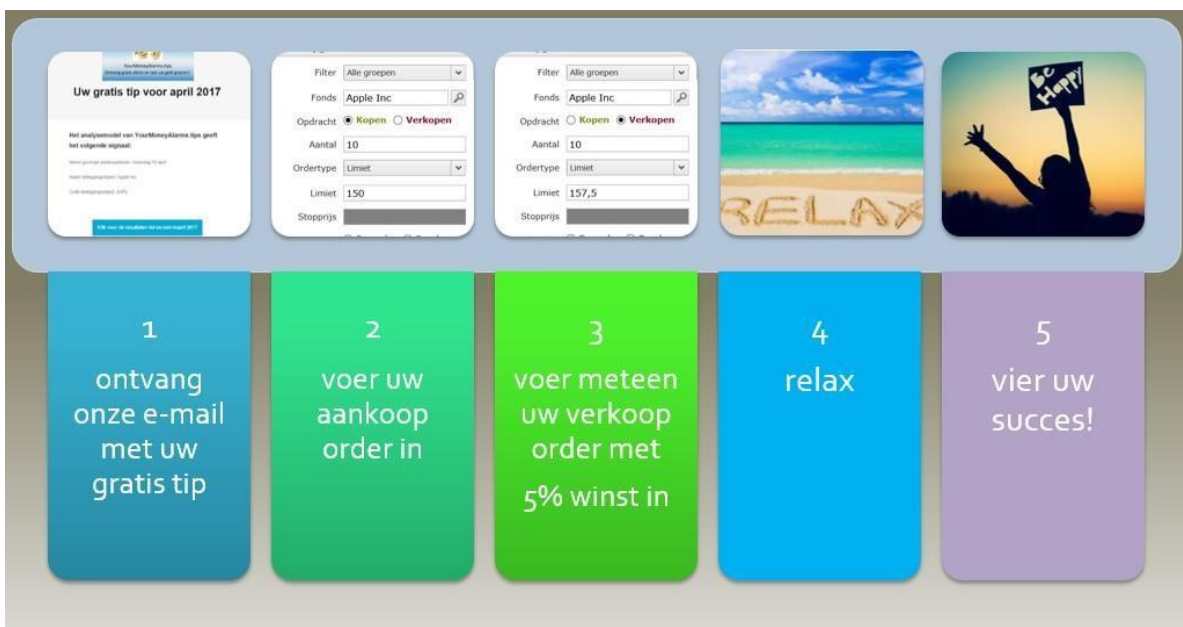 YourMoneyAlarms.tips
Uw gratis tip voor april 2017
Het analysemodel van YourMoneyAlarms.tips geeft
het volgende signaal:
Filter Alle groepen
Fonds Apple Inc
Opdracht Kopen Verkopen
Aantal 10
Ordertype Limiet
Limiet 150
Stopprijs
Filter Alle groepen
Fonds Apple Inc
Opdracht Kopen Verkopen
Aantal 10
Ordertype Limiet
Limiet 157,5
Stopprijs
RELAX
Be
Happy
1
ontvang
onze e-mail
met uw
gratis tip
2
voer uw
aankoop
order in
3
voer meteen
uw verkoop
order met
5% winst in
4
relax
5
vier uw
succes!